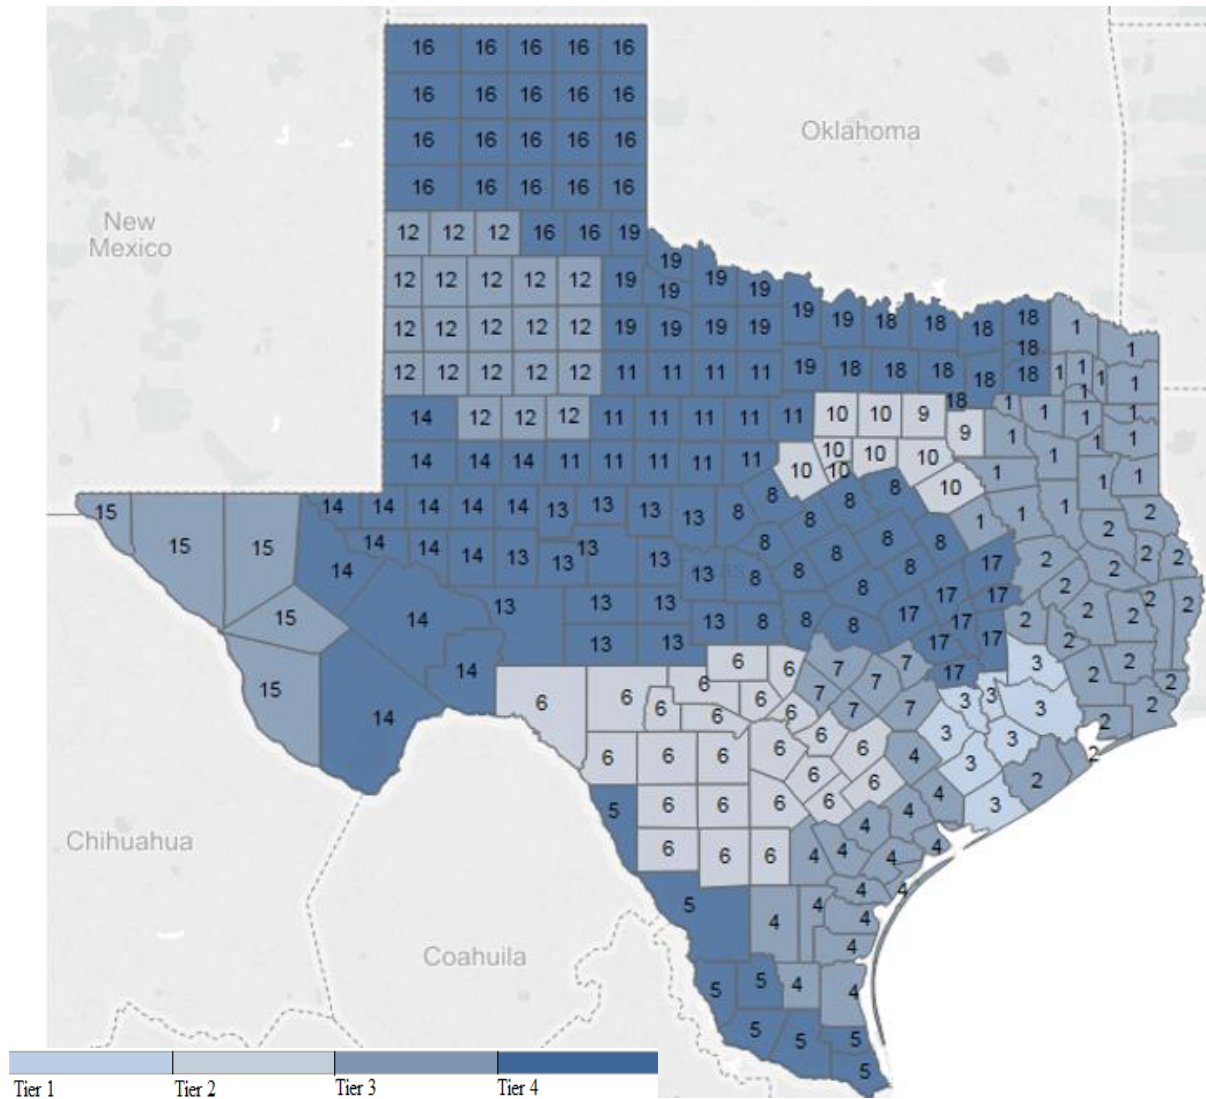 16 16 16 16 16
16 16 16 16 16
Oklahoma
16 16 16 16 16
16 16 16 16 16
New
Mexico
12 12 12 16 16 19
19
12 12 12 12 12 19 19 19 19
19 19 18 18 18 18 1
12 12 12 12 12 19 19 19 19
18 1
12 12 12 12 12 11 11 11 11 19 18 18 18 18 18 1 1 1 1
1
14 12 12 12 11 11 11 11 11 10 10 9 18 1 1 1 1
9 1 1 1
14 14 14 11 11 11 11 11 10 10 10 10 10 1 1 1 1
10
15 14 14 14 14 14 13 13 13 13 8 8 8 8 1 1 1 2
8
15 15 14 14 14 14 13 13 13 13 8 8 8 8 17 2 2 2 2
13 8 8 8
15 14 13 13 13 13 8 8 8 17 17 17 17 2 2 2 2 2 2
13 13 17 17 2
15 14 6 6 7 7 17 3 2 2 2
14 6 6 6 6 6 6 6 7 7 7 7 3 3 3 2
6 6 6 6 6 6 4 3 3 2 2
5 6 6 6 6 6 6 4 3 3 2
Chihuahua
6 6 6 4 4 4 4 4 4
5 4 4 4 4 4
Coahuila
4
5 5 4 4
5 5 5
5
Tier 1 Tier 2 Tier 3 Tier 4